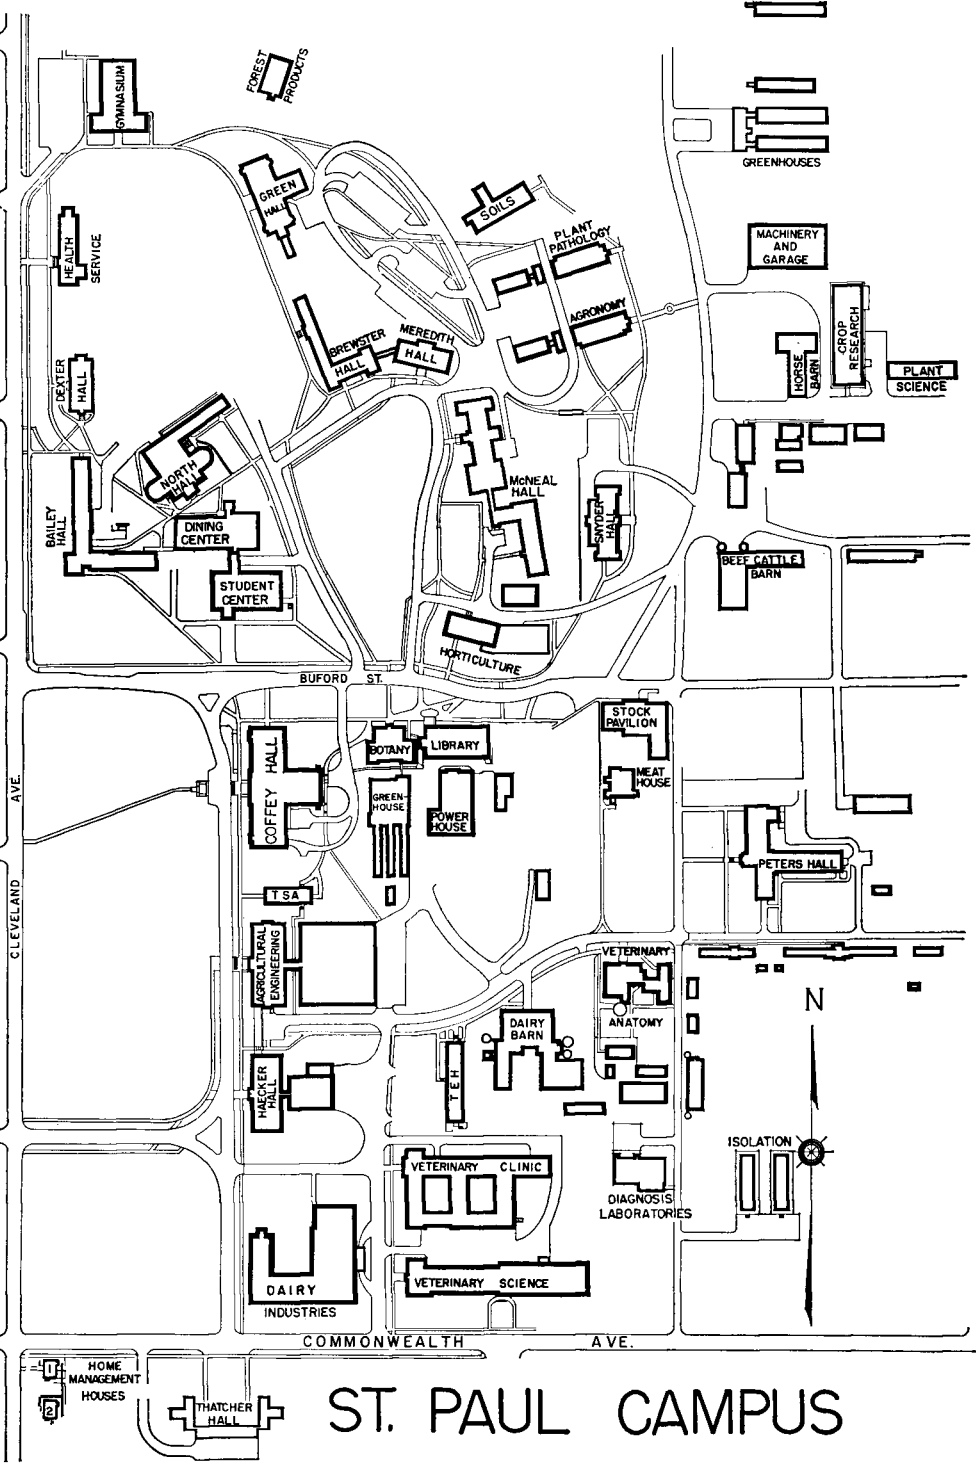 GYMNASIUM
FOREST
PRODUCTS
GREENHOUSES
GREEN
HALL
SOILS
PLANT
PATHOLOGY
MACHINERY
AND
GARAGE
HEALTH
SERVICE
AGRONOMY
CROP
RESEARCH
BREWSTER
HALL
MEREDITH
HALL
HORSE
BARN
PLANT
SCIENCE
DEXTER
HALL
NORTH
HALL
McNEAL
HALL
BAILEY
HALL
DINING
CENTER
SNYDER
HALL
STUDENT
CENTER
BEEF CATTLE
BARN
HORTICULTURE
BUFORD ST.
STOCK
PAVILION
COFFEY HALL
BOTANY
LIBRARY
MEAT
HOUSE
GREEN
HOUSE
POWER
HOUSE
CLEVELAND AVE.
PETERS HALL
TSA
AGRICULTURAL
ENGINEERING
VETERINARY
ANATOMY
N
DAIRY
BARN
HAECKER
HALL
TEH
ISOLATION
VETERINARY CLINIC
DIAGNOSIS
LABORATORIES
DAIRY
INDUSTRIES
VETERINARY SCIENCE
COMMONWEALTH AVE.
1
2
HOME
MANAGEMENT
HOUSES
THATCHER
HALL
ST. PAUL CAMPUS